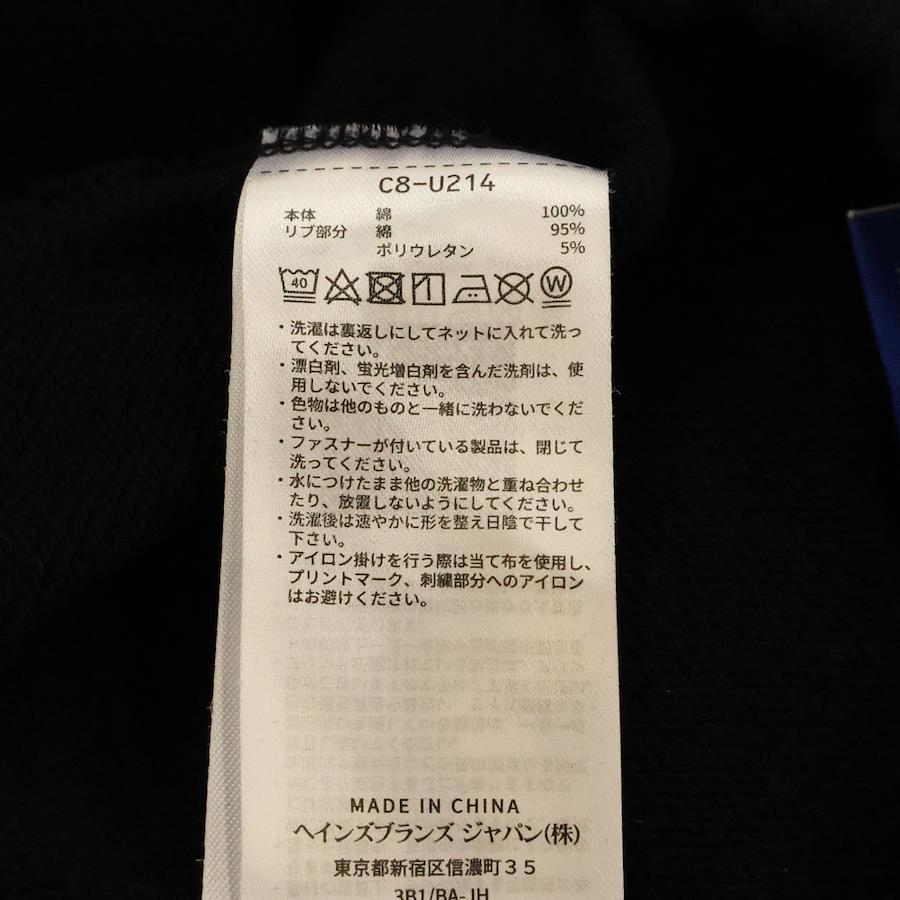 C8-U214
本体 綿 100%
リブ部分 綿 95%
ポリウレタン 5%
40 W
・洗濯は裏返しにしてネットに入れて洗っ
てください。
・漂白剤、蛍光増白剤を含んだ洗剤は、使
用しないでください。
・色物は他のものと一緒に洗わないでくだ
さい。
・ファスナーが付いている製品は、閉じて
洗ってください。
・水につけたまま他の洗濯物と重ね合わせ
たり、放置しないようにしてください。
・洗濯後は速やかに形を整え日陰で干して
下さい。
・アイロン掛けを行う際は当て布を使用し、
プリントマーク、刺繍部分へのアイロン
はお避けください。
MADE IN CHINA
ヘインズブランズ ジャパン(株)
東京都新宿区信濃町35
3B1/BA-JH